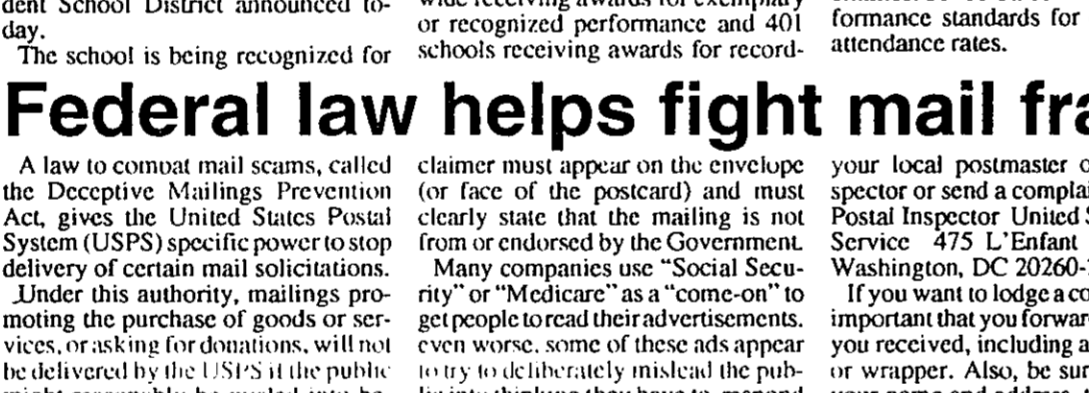 dent School District announced to-
day.
The school is being recognized for
wide receiving awards for exemplary
or recognized performance and 401
schools receiving awards for record-
formance standards for
attendance rates.
Federal law helps fight mail fra
A law to combat mail scams, called
the Deceptive Mailings Prevention
Act, gives the United States Postal
System (USPS) specific power to stop
delivery of certain mail solicitations.
Under this authority, mailings pro-
moting the purchase of goods or ser-
vices, or asking for donations, will not
be delivered by the USPS if the public
claimer must appear on the envelope
(or face of the postcard) and must
clearly state that the mailing is not
from or endorsed by the Government.
Many companies use "Social Secu-
rity" or "Medicare" as a "come-on" to
get people to read their advertisements.
even worse, some of these ads appear
to try to deliberately mislead the pub-
lic into thinking they have to respond
your local postmaster o
spector or send a complai
Postal Inspector United S
Service 475 L'Enfant
Washington, DC 20260-
If you want to lodge a co
important that you forwar
you received, including a
or wrapper. Also, be sur